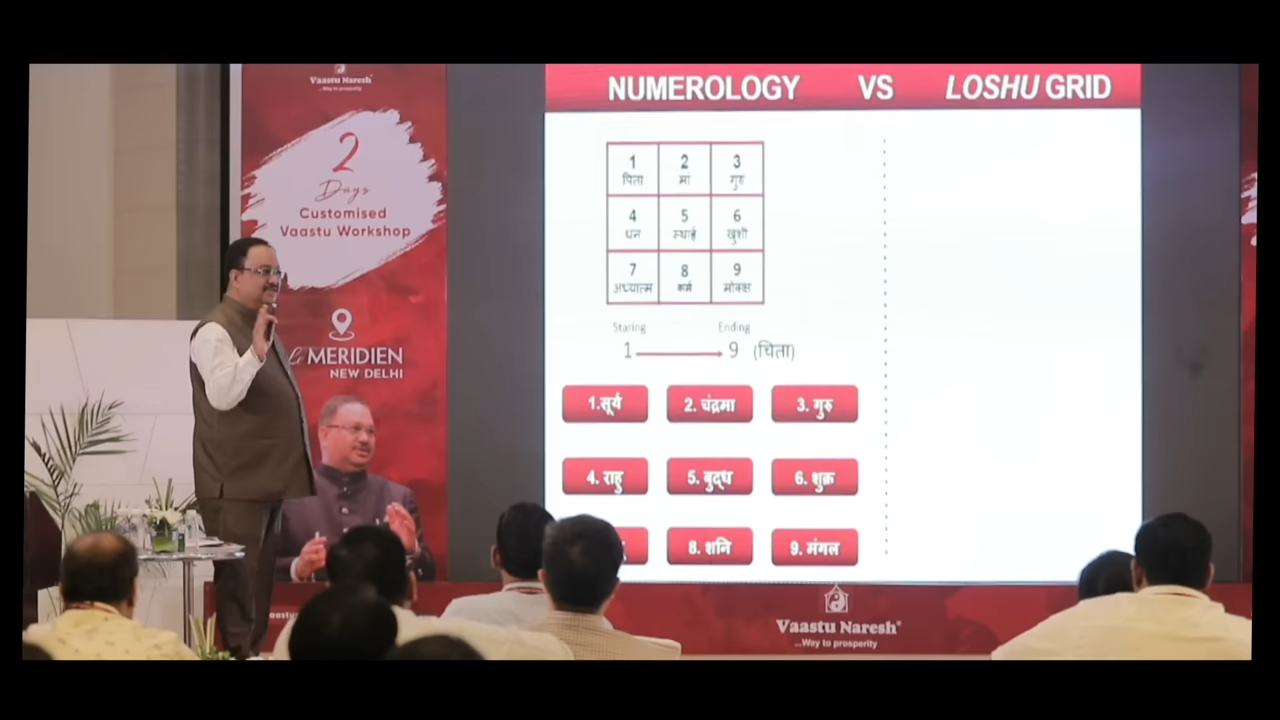 Vaastu Naresh
...Way to prosperity
2
Days
Customised
Vaastu Workshop
Le MERIDIEN
NEW DELHI
NUMEROLOGY VS LOSHU GRID
1 2 3
पिता मां गुरु
4 5 6
धन स्थाई खुशी
7 8 9
अध्यात्म कर्म मोक्ष
Staring Ending
1 9 (चिता)
1.सूर्य 2. चंद्रमा 3. गुरु
4. राहु 5. बुद्ध 6. शुक्र
8. शनि 9. मंगल
Vaastu Naresh
...Way to prosperity